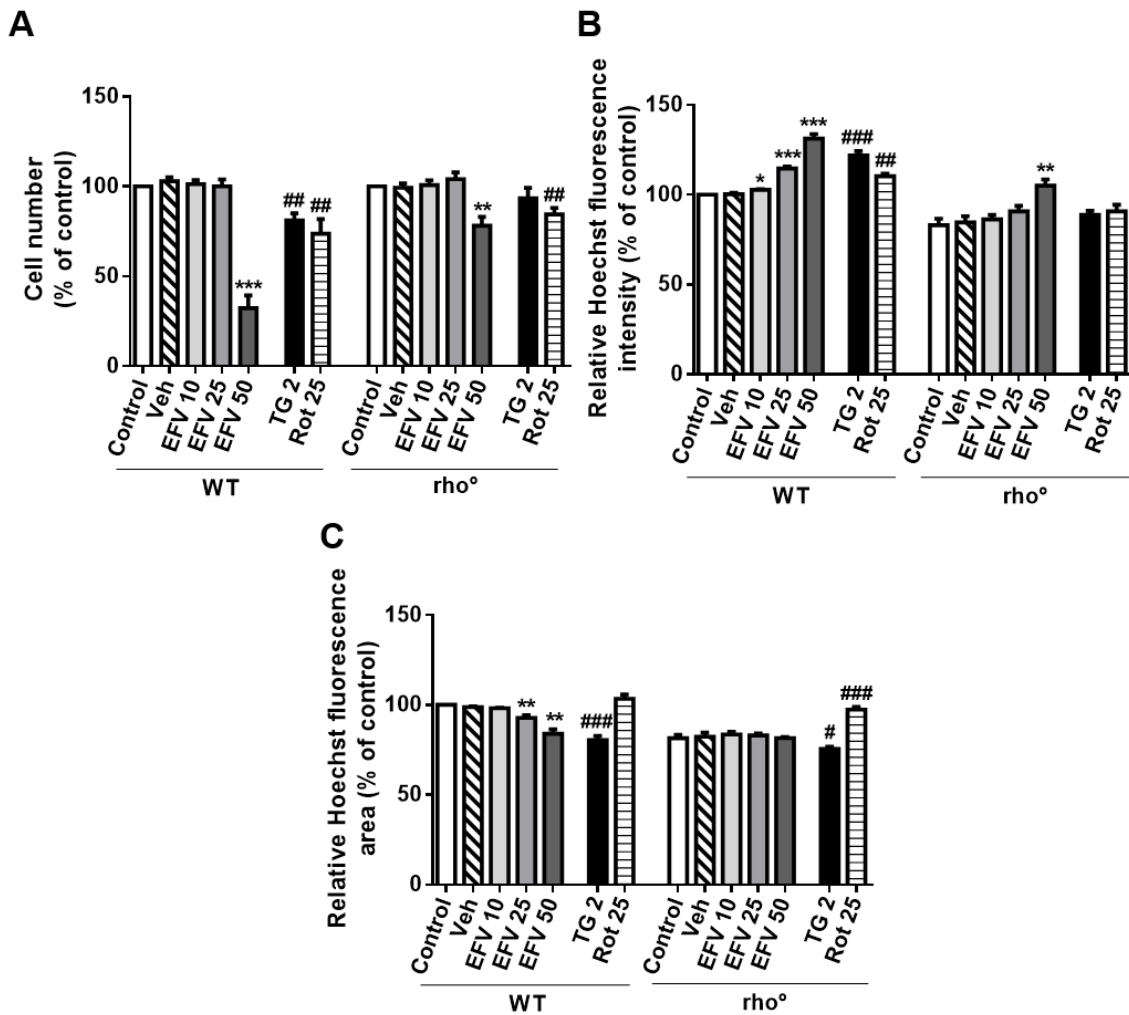 A
Cell number
(% of control)
150
100
50
0
***
##
##
**
##
Control
Veh
EFV 10
EFV 25
EFV 50
TG 2
Rot 25
Control
Veh
EFV 10
EFV 25
EFV 50
TG 2
Rot 25
WT
rhoº
B
Relative Hoechst fluorescence
intensity (% of control)
150
100
50
0
*
***
***
###
##
**
Control
Veh
EFV 10
EFV 25
EFV 50
TG 2
Rot 25
Control
Veh
EFV 10
EFV 25
EFV 50
TG 2
Rot 25
WT
rhoº
C
Relative Hoechst fluorescence
area (% of control)
150
100
50
0
**
**
###
#
###
Control
Veh
EFV 10
EFV 25
EFV 50
TG 2
Rot 25
Control
Veh
EFV 10
EFV 25
EFV 50
TG 2
Rot 25
WT
rhoº